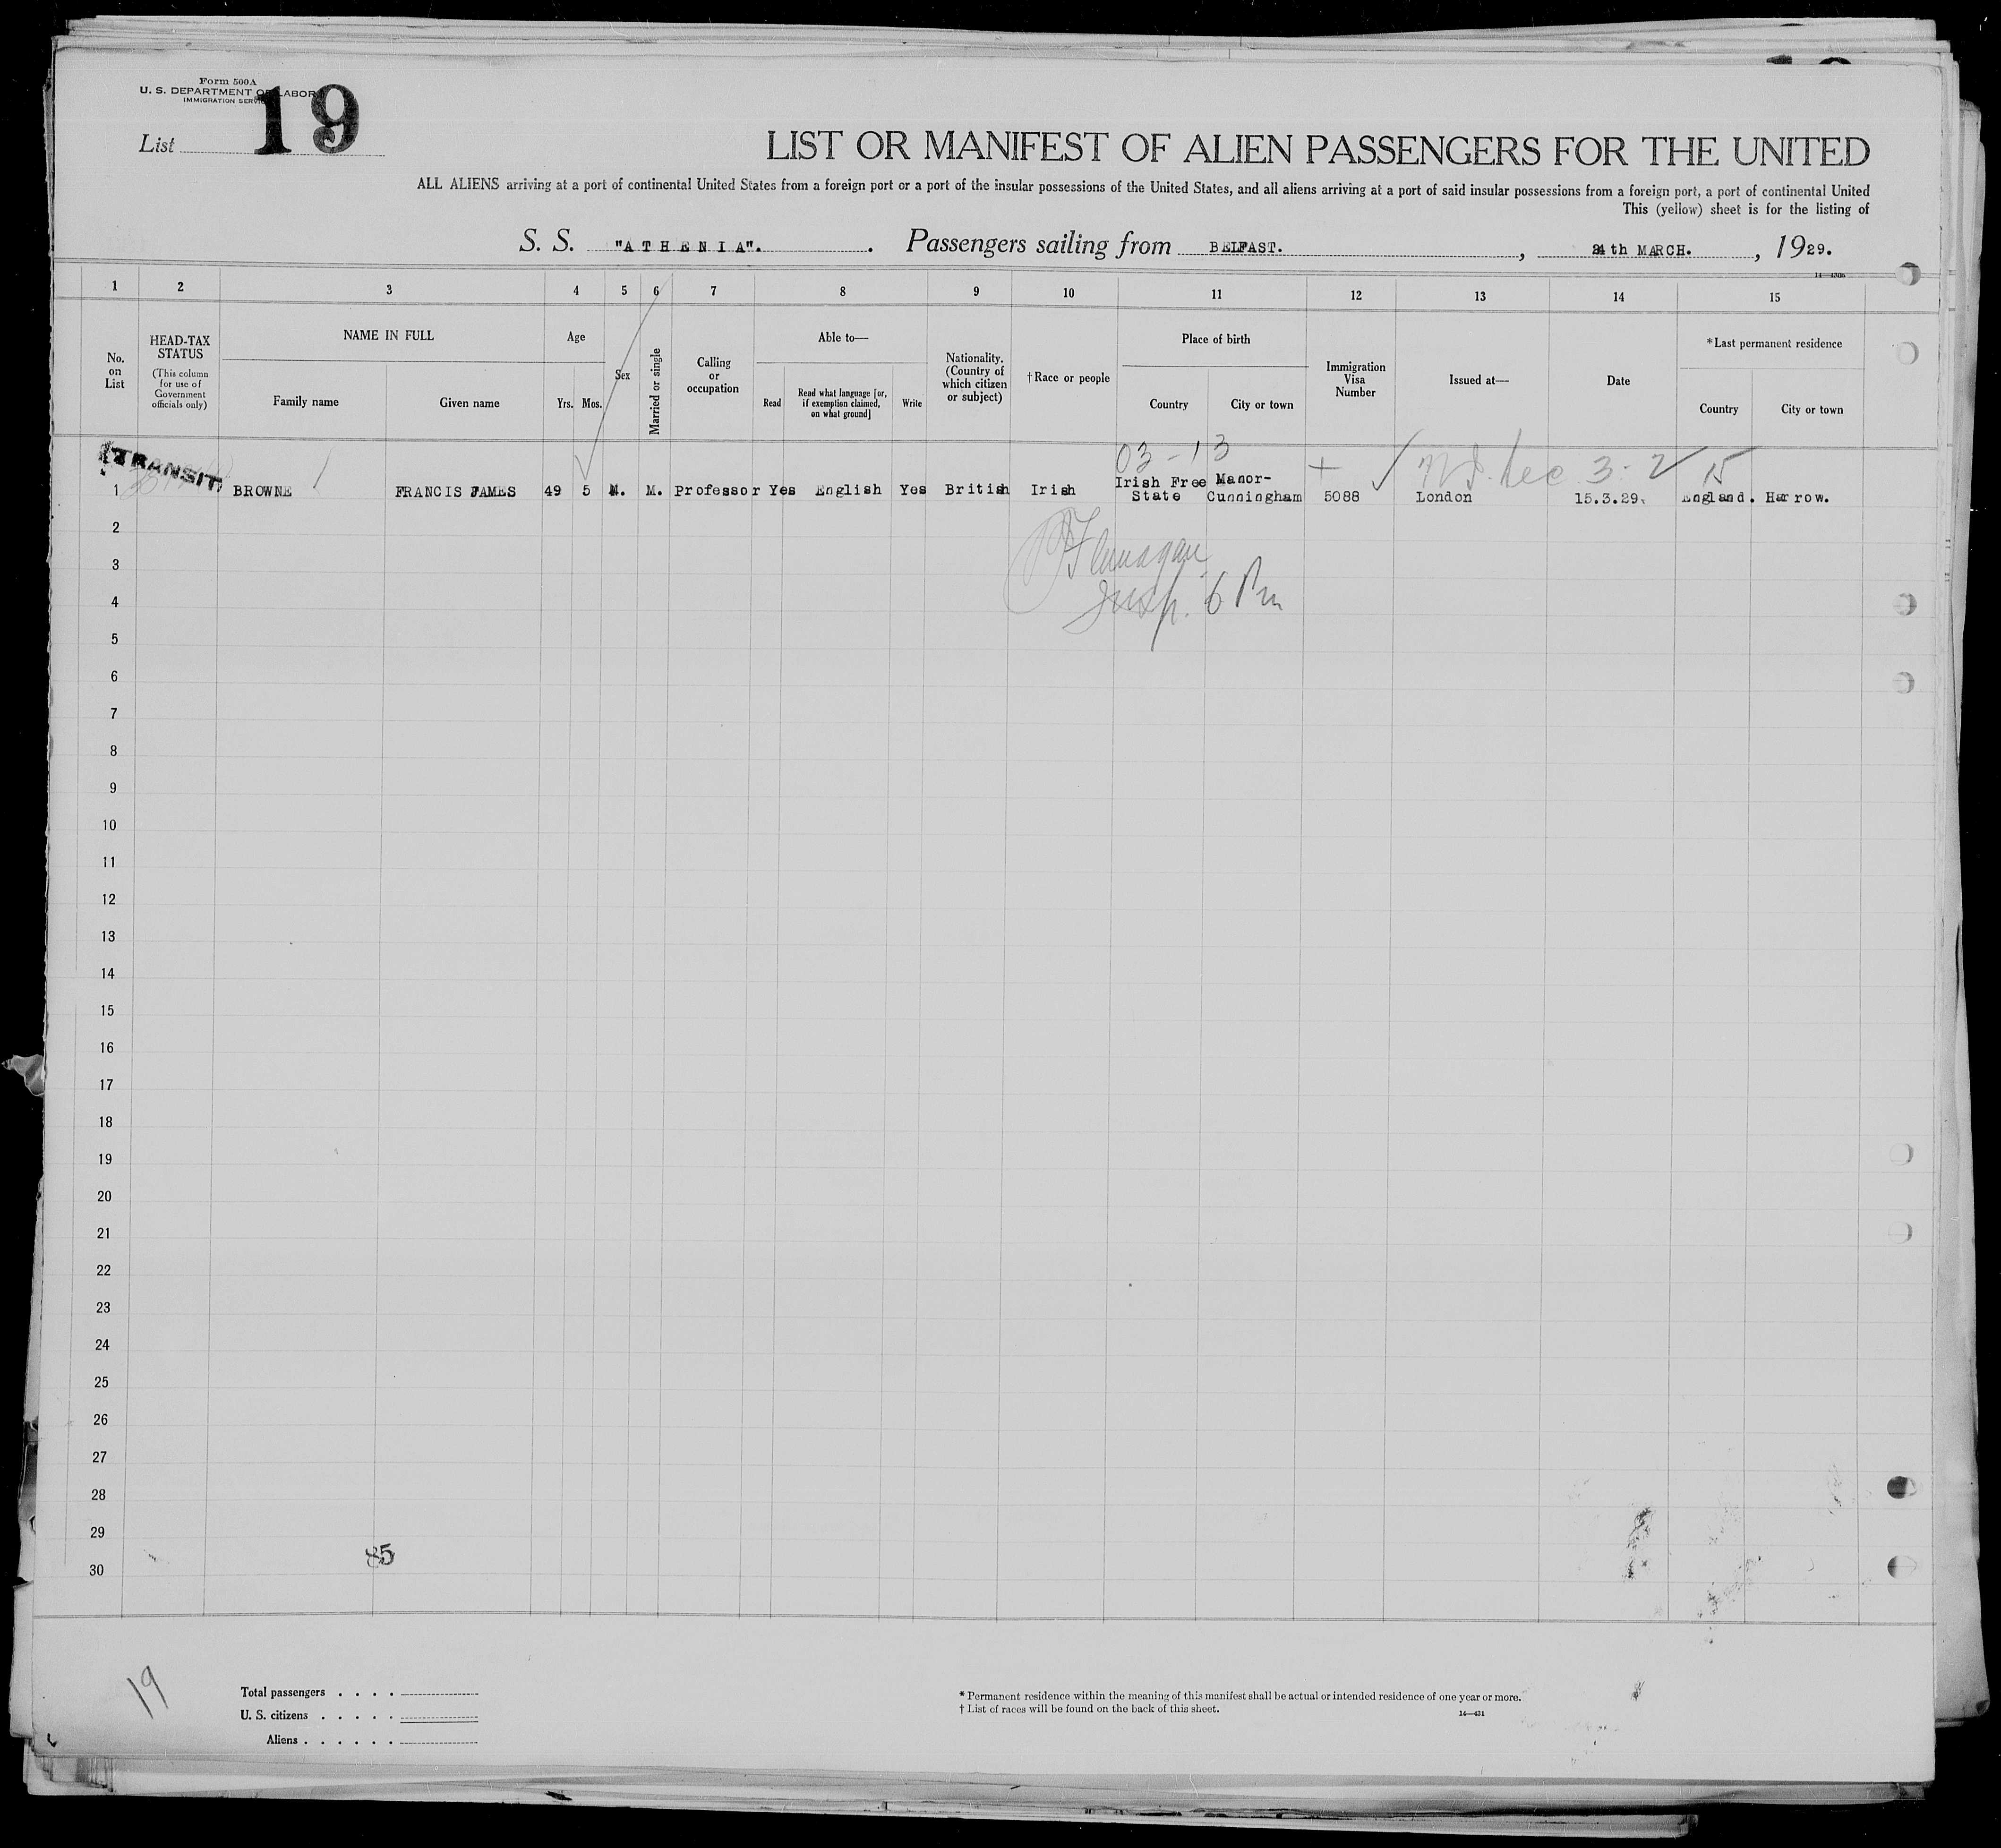 Form 500A
U. S. DEPARTMENT OF LABOR
IMMIGRATION SERVICE
List 19
LIST OR MANIFEST OF ALIEN PASSENGERS FOR THE UNITED
ALL ALIENS arriving at a port of continental United States from a foreign port or a port of the insular possessions of the United States, and all aliens arriving at a port of said insular possessions from a foreign port, a port of continental United
This (yellow) sheet is for the listing of
S. S. "ATHENIA". Passengers sailing from BELFAST. , th MARCH. , 1929.
1 2 3 4 5 6 7 8 9 10 11 12 13 14 15
No. on List
HEAD-TAX STATUS
(This column for use of Government officials only)
NAME IN FULL
Family name Given name
Age
Yrs. Mos.
Sex
Married or single
Calling or occupation
Able to—
Read
Read what language [or, if exemption claimed, on what ground]
Write
Nationality. (Country of which citizen or subject)
†Race or people
Place of birth
Country City or town
Immigration Visa Number
Issued at—
Date
*Last permanent residence
Country City or town
TRANSIT 03-13 3-2 15
1 BROWNE FRANCIS JAMES 49 5 M. M. Professor Yes English Yes British Irish Irish Free State Manor-Cunningham 5088 London 15.3.29. England. Harrow.
2
Flanagan
3
Insp. 6 Pm
4
5
6
7
8
9
10
11
12
13
14
15
16
17
18
19
20
21
22
23
24
25
26
27
28
29
85
30
19
Total passengers . . . .
U. S. citizens . . . . .
Aliens . . . . . .
* Permanent residence within the meaning of this manifest shall be actual or intended residence of one year or more.
† List of races will be found on the back of this sheet.
14—431